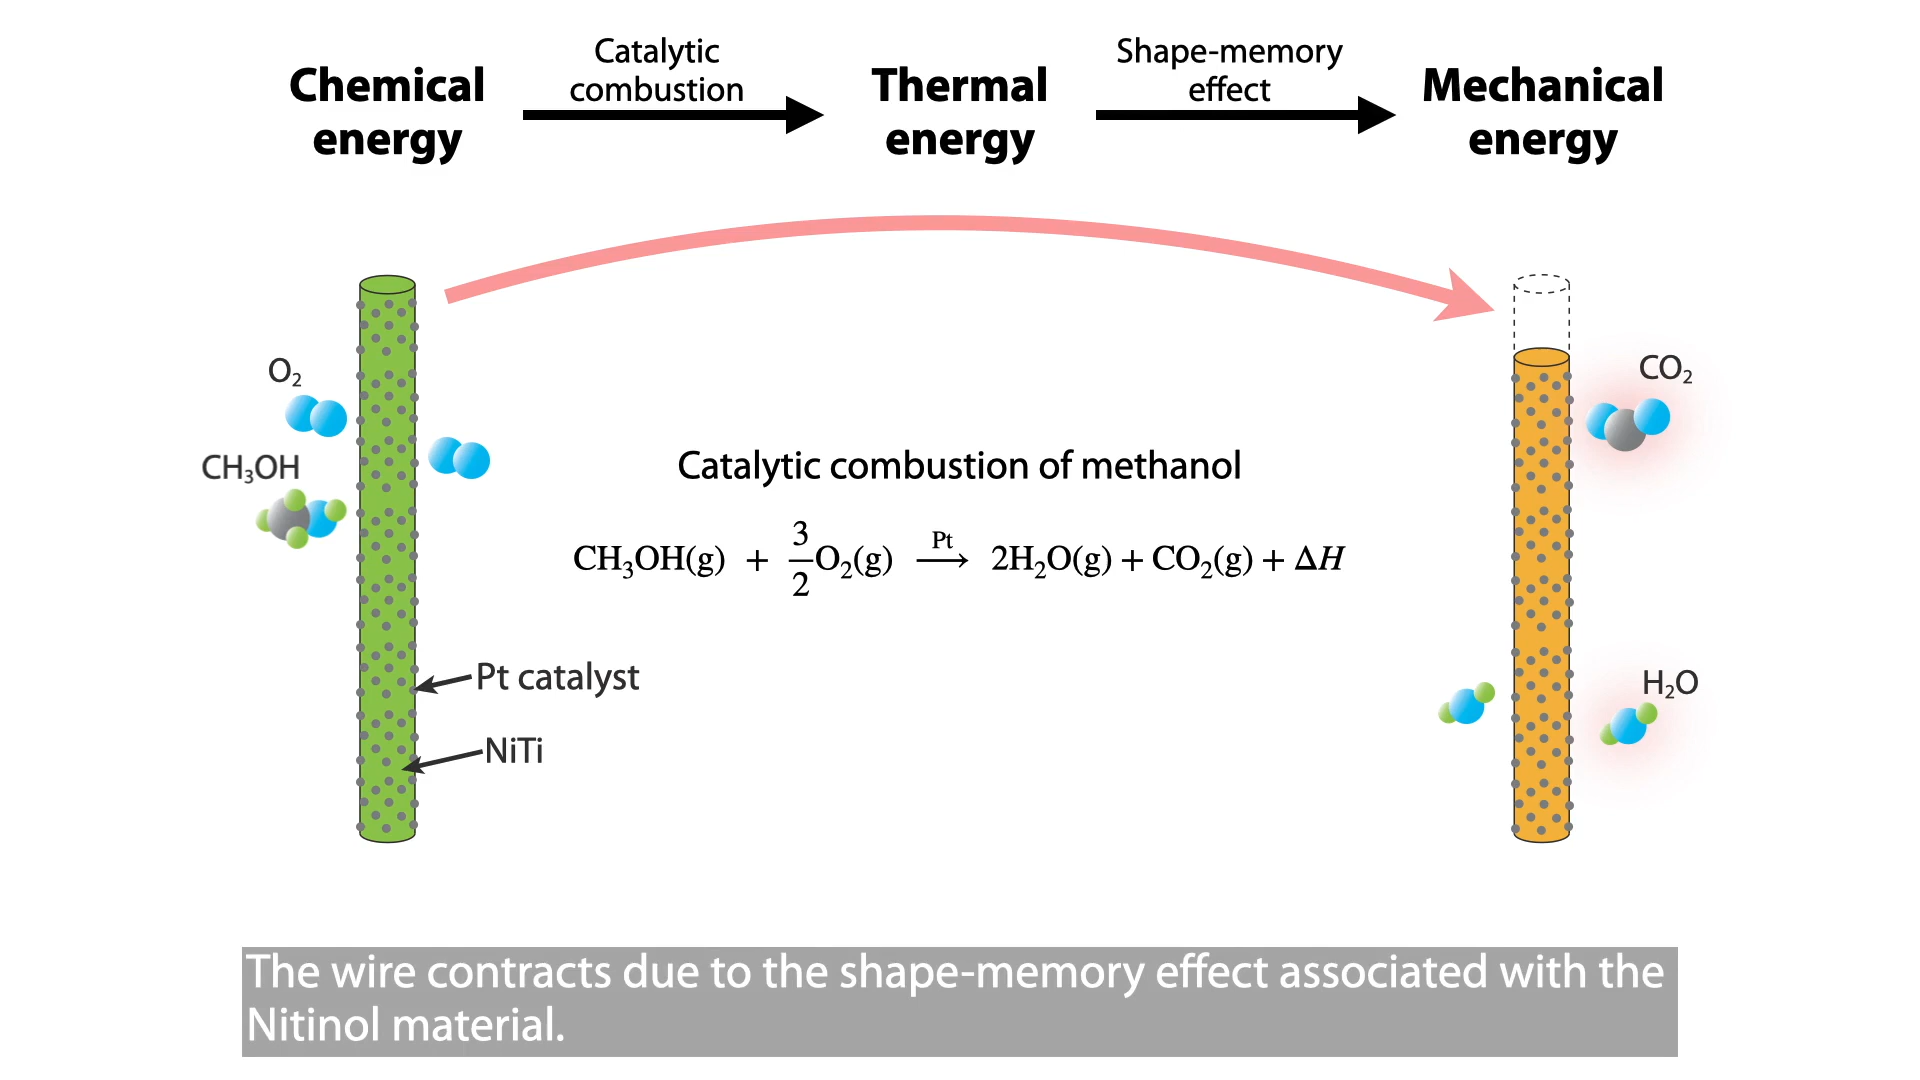 Chemical
energy
Catalytic
combustion
Thermal
energy
Shape-memory
effect
Mechanical
energy
O₂
CH₃OH
CO₂
Catalytic combustion of methanol
CH₃OH(g) + 3/2 O₂(g) Pt⟶ 2H₂O(g) + CO₂(g) + ΔH
Pt catalyst
NiTi
H₂O
The wire contracts due to the shape-memory effect associated with the
Nitinol material.